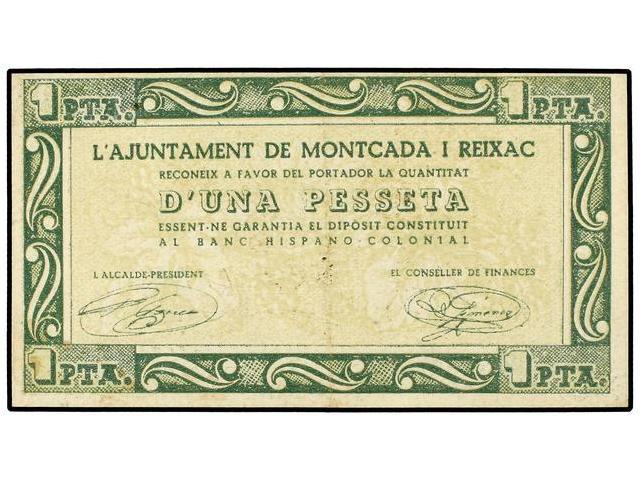 1 PTA. 1 PTA.
L'AJUNTAMENT DE MONTCADA I REIXAC
RECONEIX A FAVOR DEL PORTADOR LA QUANTITAT
D'UNA PESSETA
ESSENT-NE GARANTIA EL DIPÒSIT CONSTITUIT
AL BANC HISPANO-COLONIAL
L'ALCALDE-PRESIDENT EL CONSELLER DE FINANCES
1 PTA. 1 PTA.